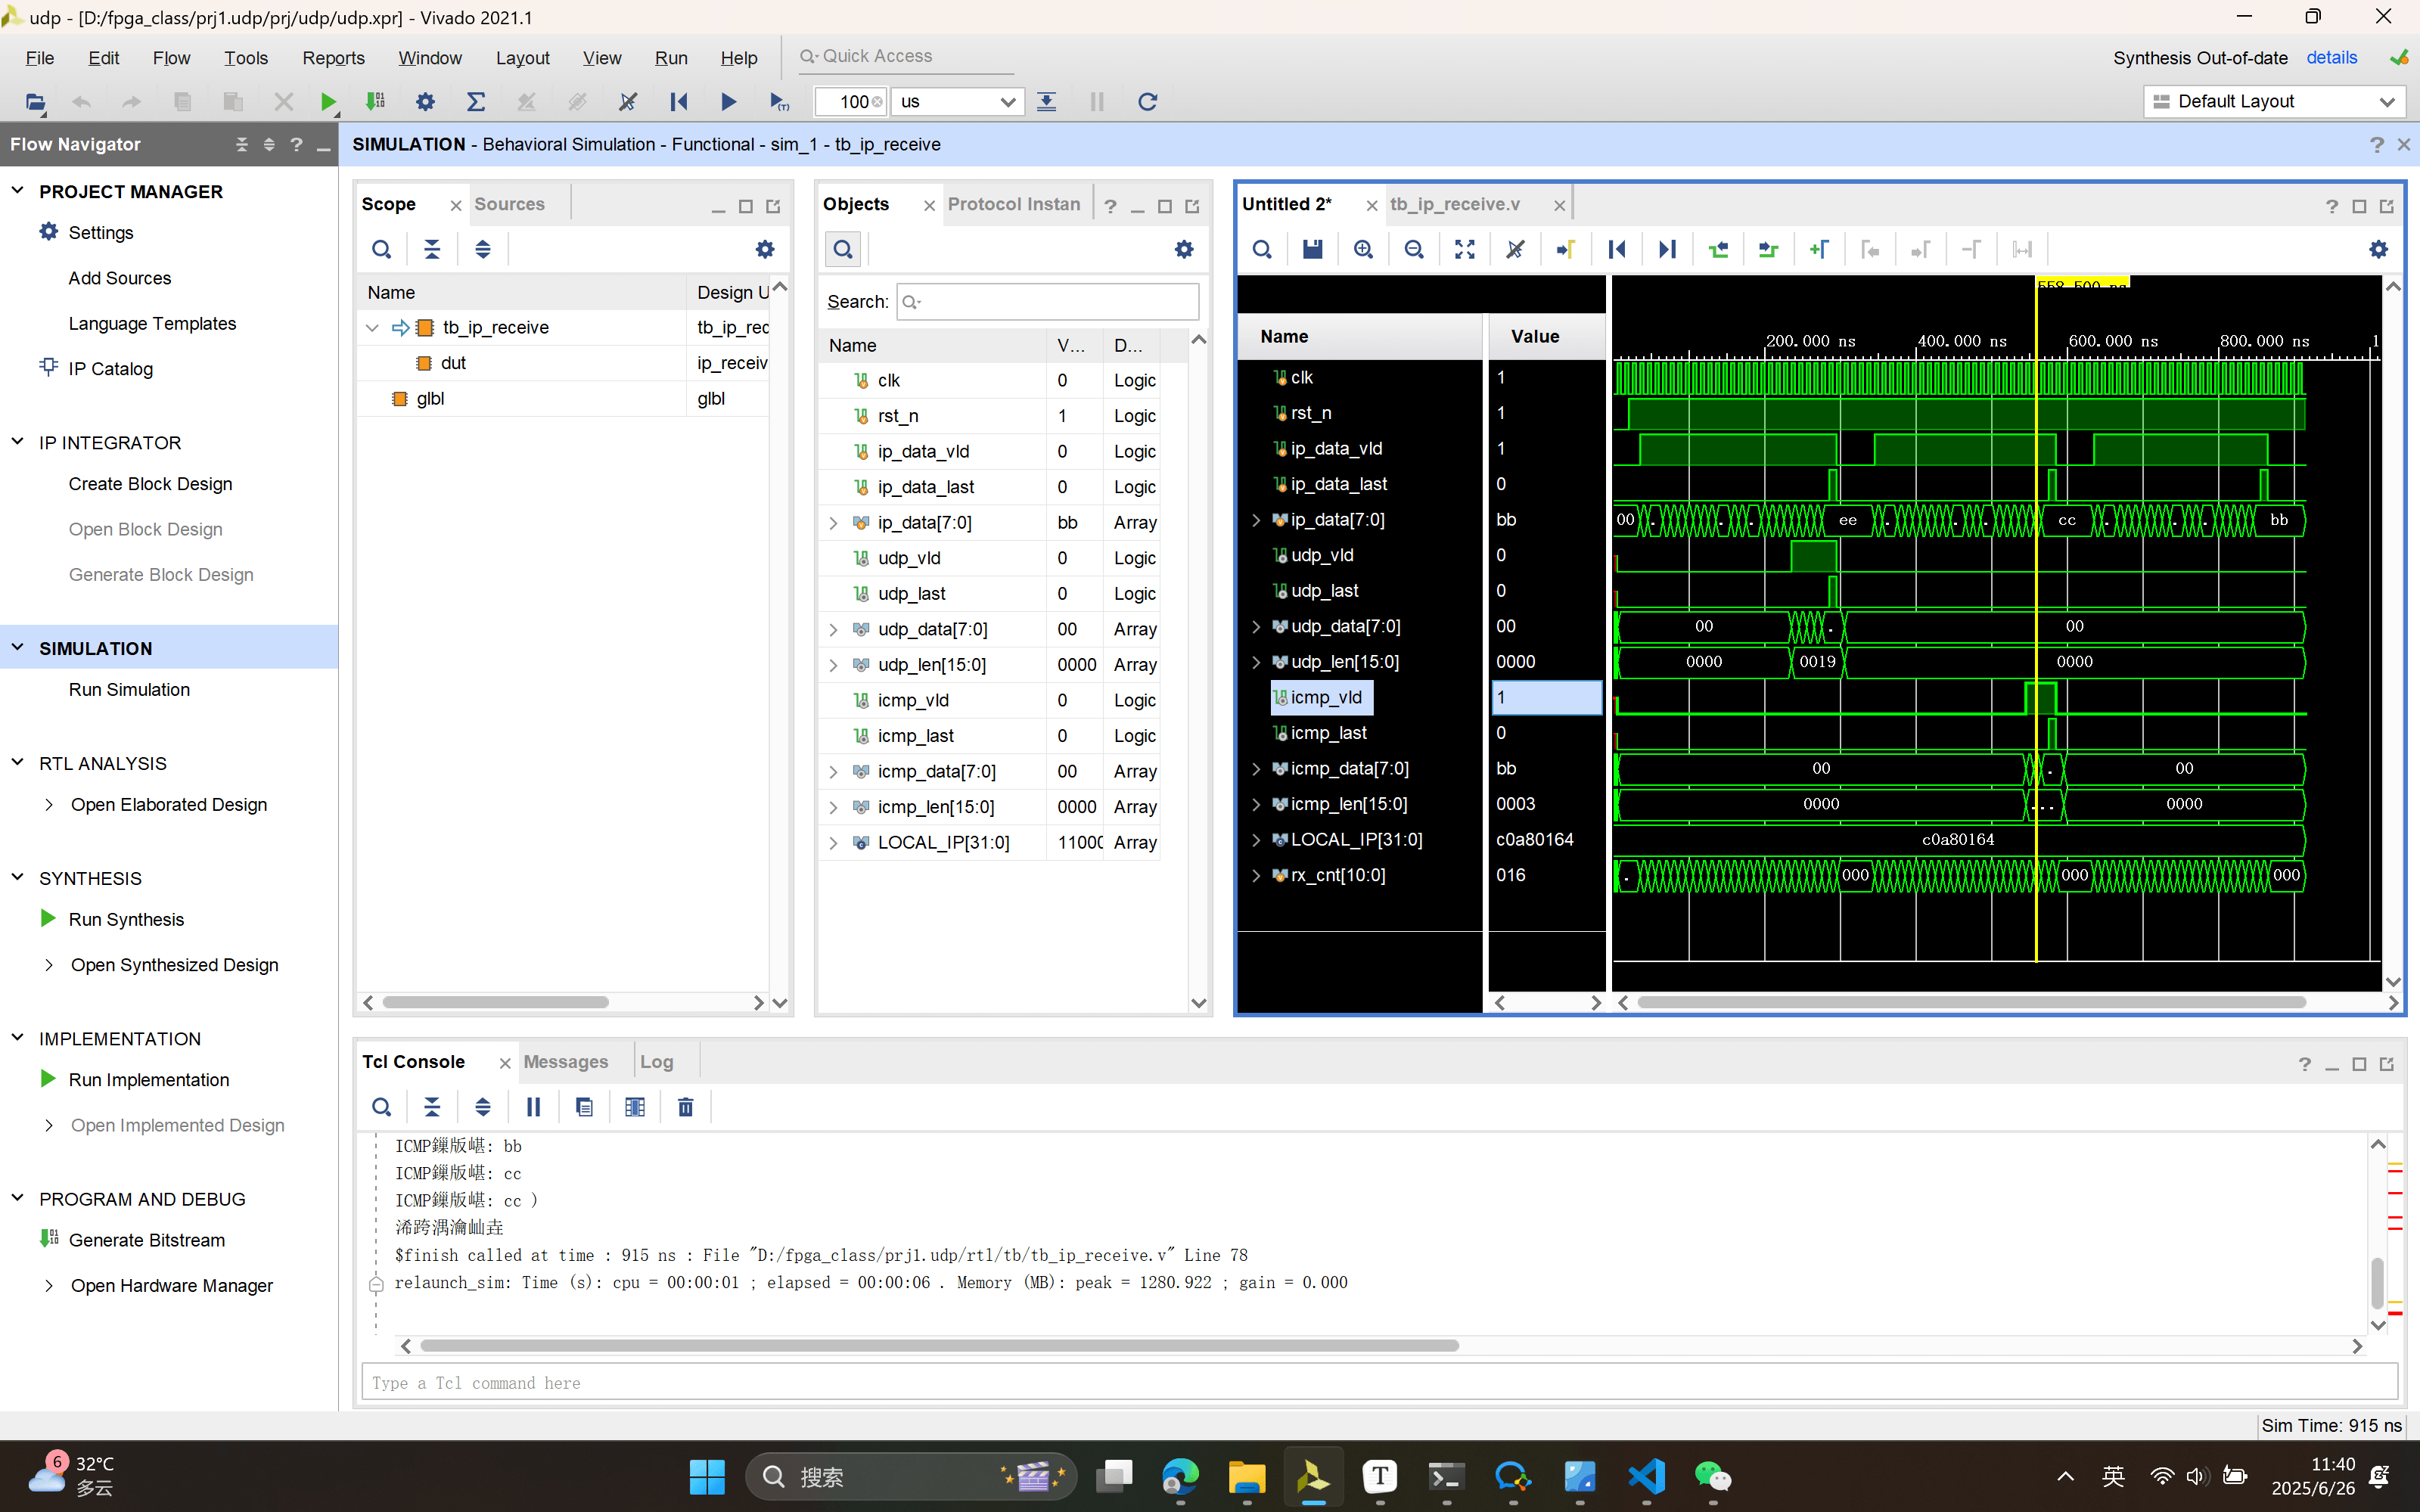 udp - [D:/fpga_class/prj1.udp/prj/udp/udp.xpr] - Vivado 2021.1
File Edit Flow Tools Reports Window Layout View Run Help Quick Access
Synthesis Out-of-date details
100 us
Default Layout
Flow Navigator
SIMULATION - Behavioral Simulation - Functional - sim_1 - tb_ip_receive
PROJECT MANAGER
Settings
Add Sources
Language Templates
IP Catalog
IP INTEGRATOR
Create Block Design
Open Block Design
Generate Block Design
SIMULATION
Run Simulation
RTL ANALYSIS
Open Elaborated Design
SYNTHESIS
Run Synthesis
Open Synthesized Design
IMPLEMENTATION
Run Implementation
Open Implemented Design
PROGRAM AND DEBUG
Generate Bitstream
Open Hardware Manager
Scope Sources
Name Design U
tb_ip_receive tb_ip_rec
dut ip_receiv
glbl glbl
Objects Protocol Instan
Search:
Name V... D...
clk 0 Logic
rst_n 1 Logic
ip_data_vld 0 Logic
ip_data_last 0 Logic
ip_data[7:0] bb Array
udp_vld 0 Logic
udp_last 0 Logic
udp_data[7:0] 00 Array
udp_len[15:0] 0000 Array
icmp_vld 0 Logic
icmp_last 0 Logic
icmp_data[7:0] 00 Array
icmp_len[15:0] 0000 Array
LOCAL_IP[31:0] 1100 Array
Untitled 2* tb_ip_receive.v
558.500 ns
Name Value 200.000 ns 400.000 ns 600.000 ns 800.000 ns 1
clk 1
rst_n 1
ip_data_vld 1
ip_data_last 0
ip_data[7:0] bb 00 ee cc bb
udp_vld 0
udp_last 0
udp_data[7:0] 00 00 00
udp_len[15:0] 0000 0000 0019 0000
icmp_vld 1
icmp_last 0
icmp_data[7:0] bb 00 00
icmp_len[15:0] 0003 0000 ... 0000
LOCAL_IP[31:0] c0a80164 c0a80164
rx_cnt[10:0] 016 000 000 000
Tcl Console Messages Log
ICMP鏁版嵁: bb
ICMP鏁版嵁: cc
ICMP鏁版嵁: cc )
$finish called at time : 915 ns : File "D:/fpga_class/prj1.udp/rtl/tb/tb_ip_receive.v" Line 78
relaunch_sim: Time (s): cpu = 00:00:01 ; elapsed = 00:00:06 . Memory (MB): peak = 1280.922 ; gain = 0.000
Type a Tcl command here
Sim Time: 915 ns
6
32°C
多云
搜索
英
11:40
2025/6/26